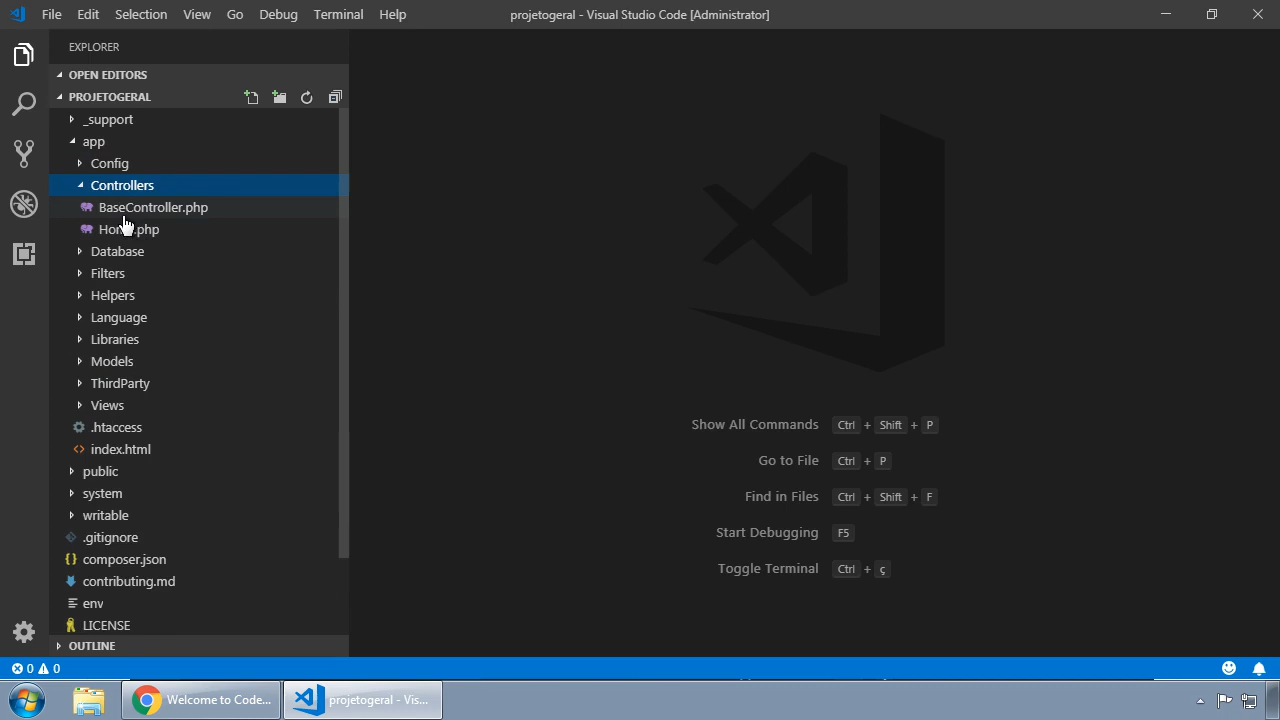 File Edit Selection View Go Debug Terminal Help projetogeral - Visual Studio Code [Administrator]
EXPLORER
OPEN EDITORS
PROJETOGERAL
_support
app
Config
Controllers
BaseController.php
.php
Database
Filters
Helpers
Language
Libraries
Models
ThirdParty
Views
.htaccess
index.html
public
system
writable
.gitignore
composer.json
contributing.md
env
LICENSE
OUTLINE
Show All Commands Ctrl + Shift + P
Go to File Ctrl + P
Find in Files Ctrl + Shift + F
Start Debugging F5
Toggle Terminal Ctrl + ç
0 0
Welcome to Code... projetogeral - Vis...